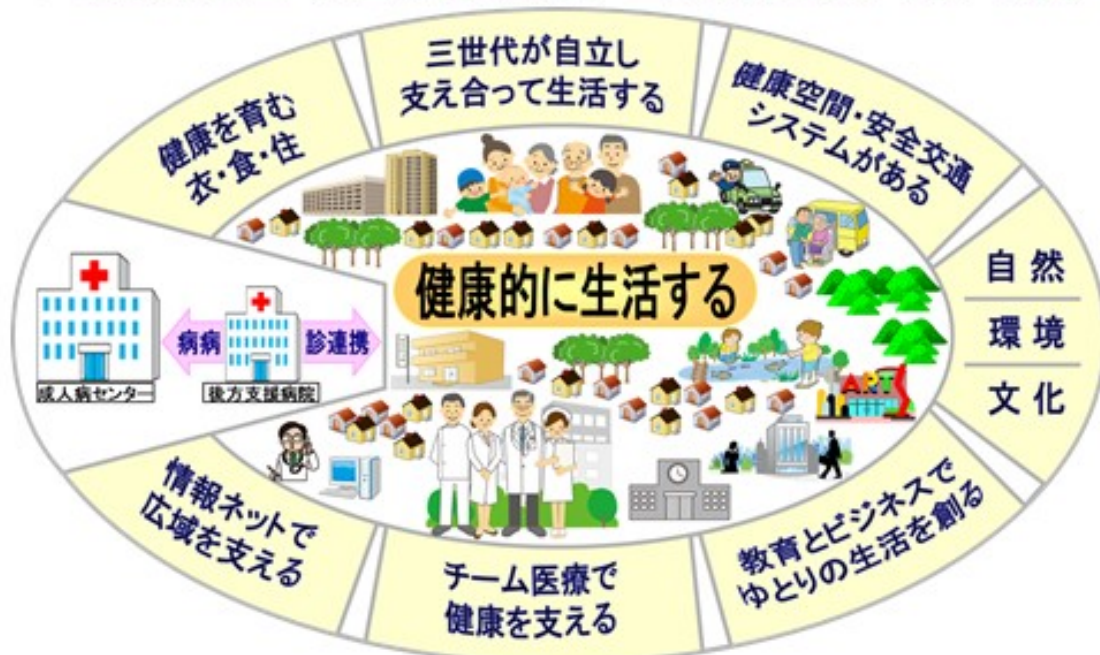 健康を育む
衣・食・住
三世代が自立し
支え合って生活する
健康空間・安全交通
システムがある
自然
環境
文化
健康的に生活する
病病
診連携
成人病センター
後方支援病院
情報ネットで
広域を支える
チーム医療で
健康を支える
教育とビジネスで
ゆとりの生活を創る